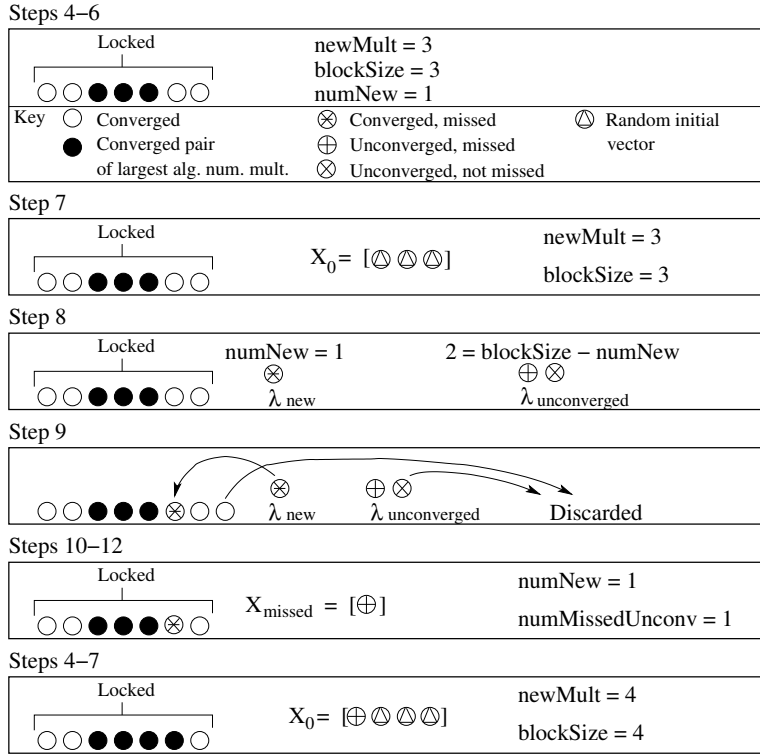 Steps 4–6
Locked
newMult = 3
blockSize = 3
numNew = 1
Key
Converged
Converged pair
of largest alg. num. mult.
Converged, missed
Unconverged, missed
Unconverged, not missed
Random initial
vector
Step 7
Locked
X0 = [ ]
newMult = 3
blockSize = 3
Step 8
Locked
numNew = 1
λ new
2 = blockSize − numNew
λ unconverged
Step 9
λ new
λ unconverged
Discarded
Steps 10–12
Locked
Xmissed = [ ]
numNew = 1
numMissedUnconv = 1
Steps 4–7
Locked
X0 = [ ]
newMult = 4
blockSize = 4